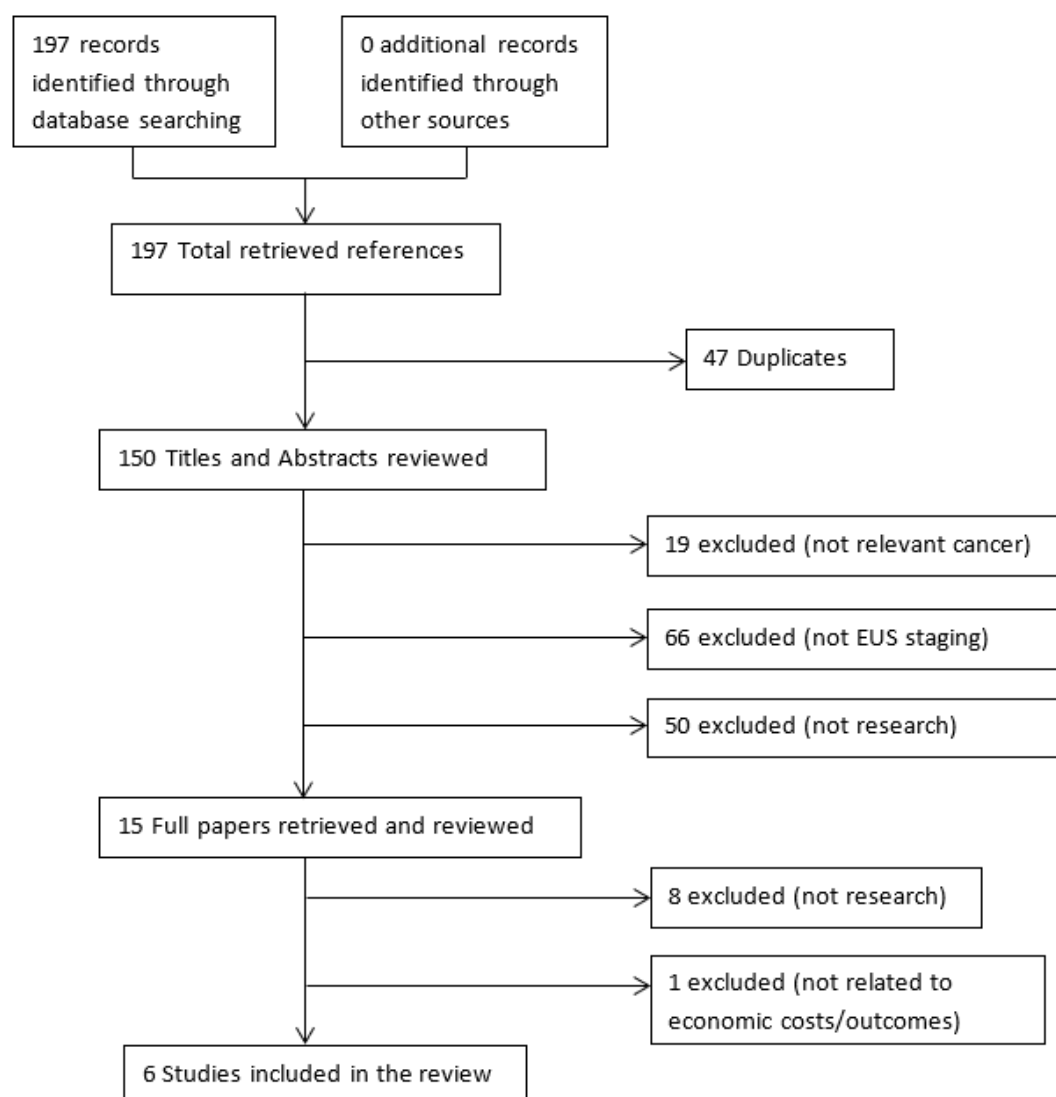 197 records
identified through
database searching
0 additional records
identified through
other sources
197 Total retrieved references
47 Duplicates
150 Titles and Abstracts reviewed
19 excluded (not relevant cancer)
66 excluded (not EUS staging)
50 excluded (not research)
15 Full papers retrieved and reviewed
8 excluded (not research)
1 excluded (not related to
economic costs/outcomes)
6 Studies included in the review